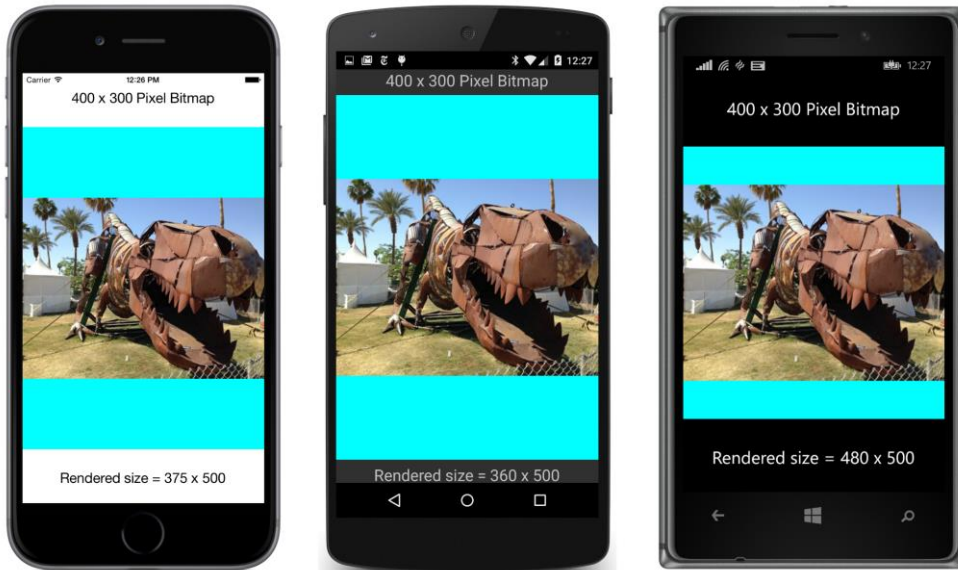 Carrier
12:26 PM
400 x 300 Pixel Bitmap
Rendered size = 375 x 500
12:27
400 x 300 Pixel Bitmap
Rendered size = 360 x 500
12:27
400 x 300 Pixel Bitmap
Rendered size = 480 x 500